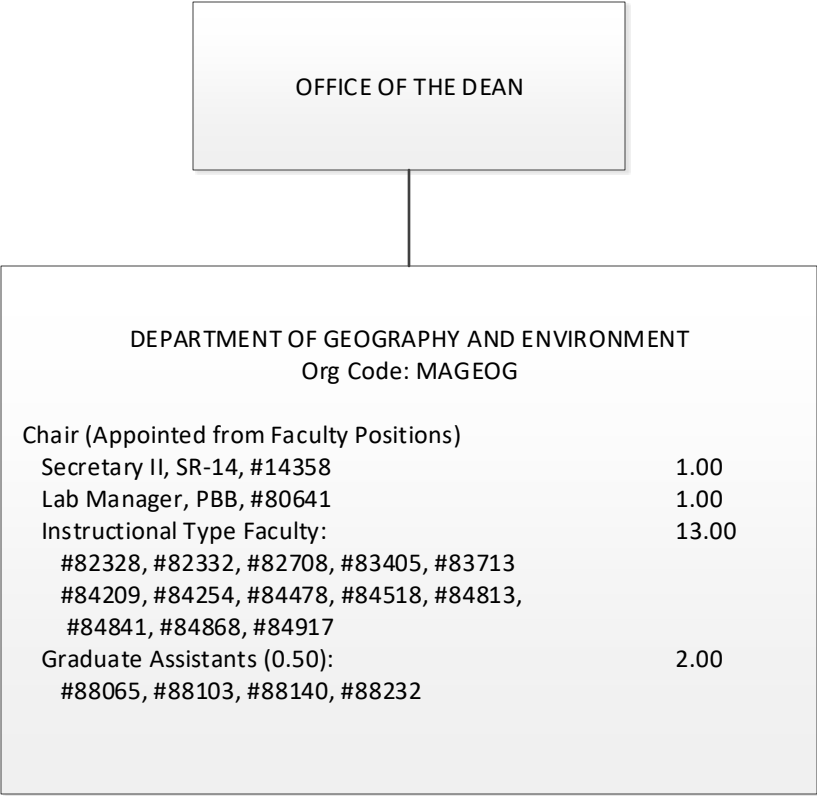 OFFICE OF THE DEAN
DEPARTMENT OF GEOGRAPHY AND ENVIRONMENT
Org Code: MAGEOG
Chair (Appointed from Faculty Positions)
Secretary II, SR-14, #14358 1.00
Lab Manager, PBB, #80641 1.00
Instructional Type Faculty: 13.00
#82328, #82332, #82708, #83405, #83713
#84209, #84254, #84478, #84518, #84813,
#84841, #84868, #84917
Graduate Assistants (0.50): 2.00
#88065, #88103, #88140, #88232